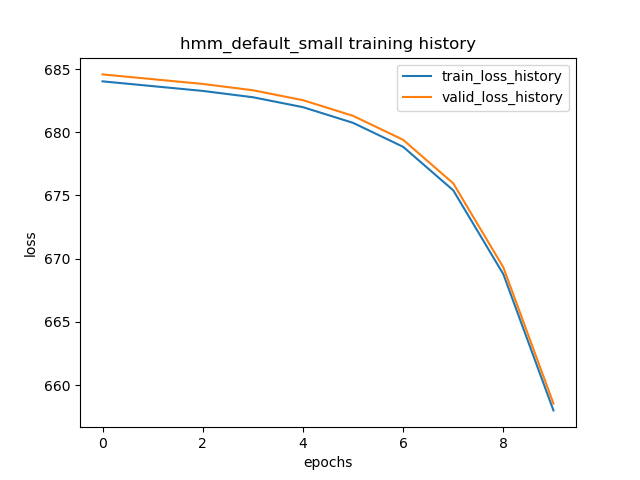 hmm_default_small training history
train_loss_history
valid_loss_history
685
680
675
670
665
660
loss
0 2 4 6 8
epochs